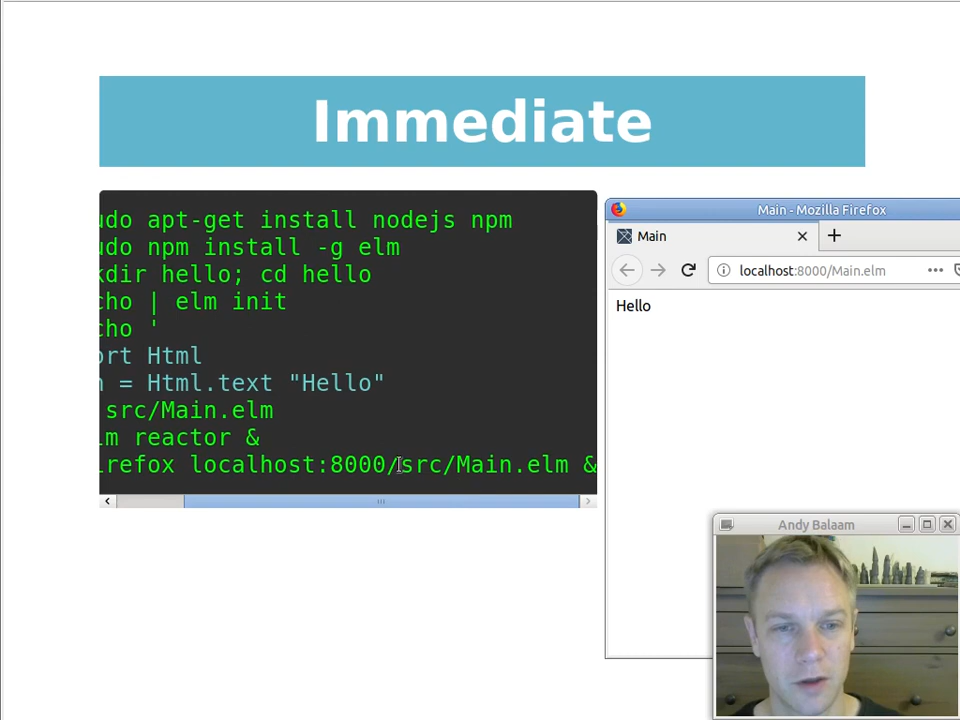 Immediate
udo apt-get install nodejs npm
udo npm install -g elm
kdir hello; cd hello
cho | elm init
cho '
ort Html
n = Html.text "Hello"
src/Main.elm
lm reactor &
irefox localhost:8000/src/Main.elm &
Main - Mozilla Firefox
Main
localhost:8000/Main.elm
Hello
Andy Balaam